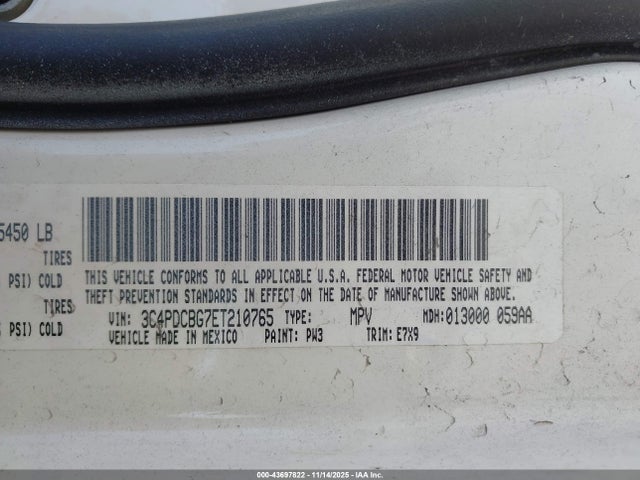 5450 LB
TIRES
PSI) COLD
TIRES
PSI) COLD
THIS VEHICLE CONFORMS TO ALL APPLICABLE U.S.A. FEDERAL MOTOR VEHICLE SAFETY AND
THEFT PREVENTION STANDARDS IN EFFECT ON THE DATE OF MANUFACTURE SHOWN ABOVE.
VIN: 3C4PDCBG7ET210765 TYPE: MPV MDH:013000 059AA
VEHICLE MADE IN MEXICO PAINT: PW3 TRIM: E7X9
000-43697822 - 11/14/2025 - IAAI.COM